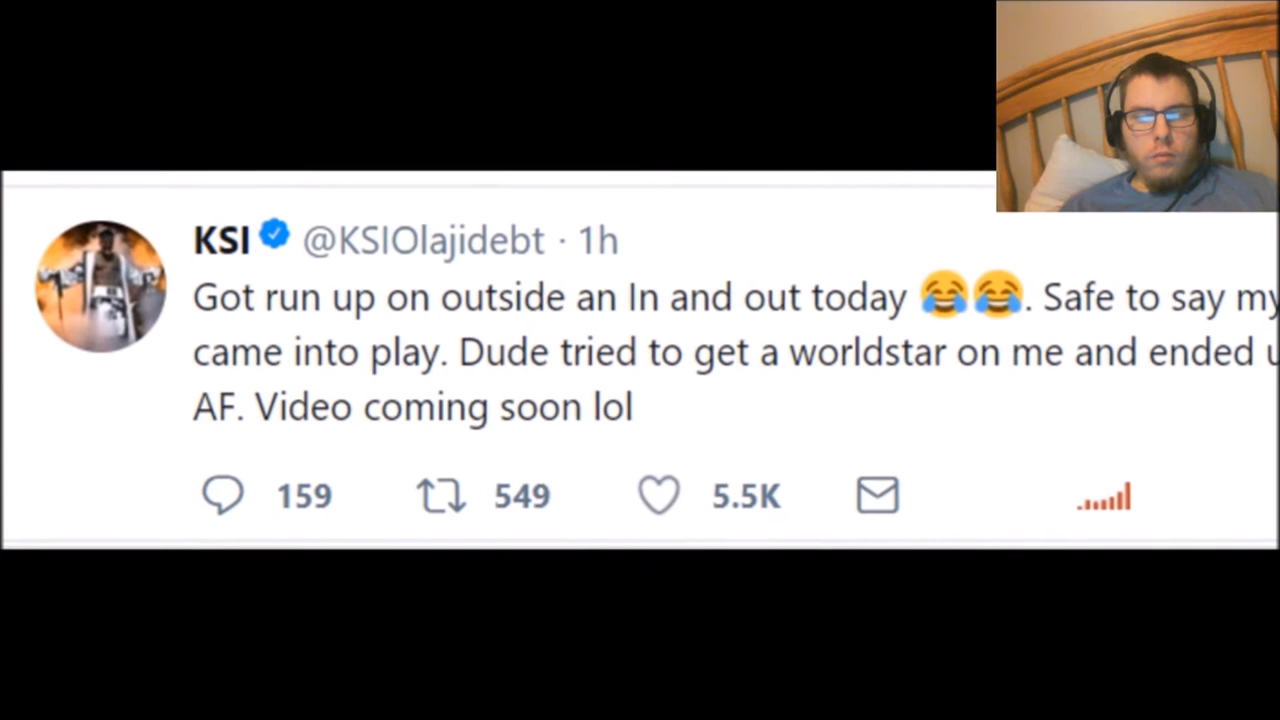 KSI @KSIOlajidebt · 1h
Got run up on outside an In and out today 😂😂. Safe to say my
came into play. Dude tried to get a worldstar on me and ended
AF. Video coming soon lol
159 549 5.5K